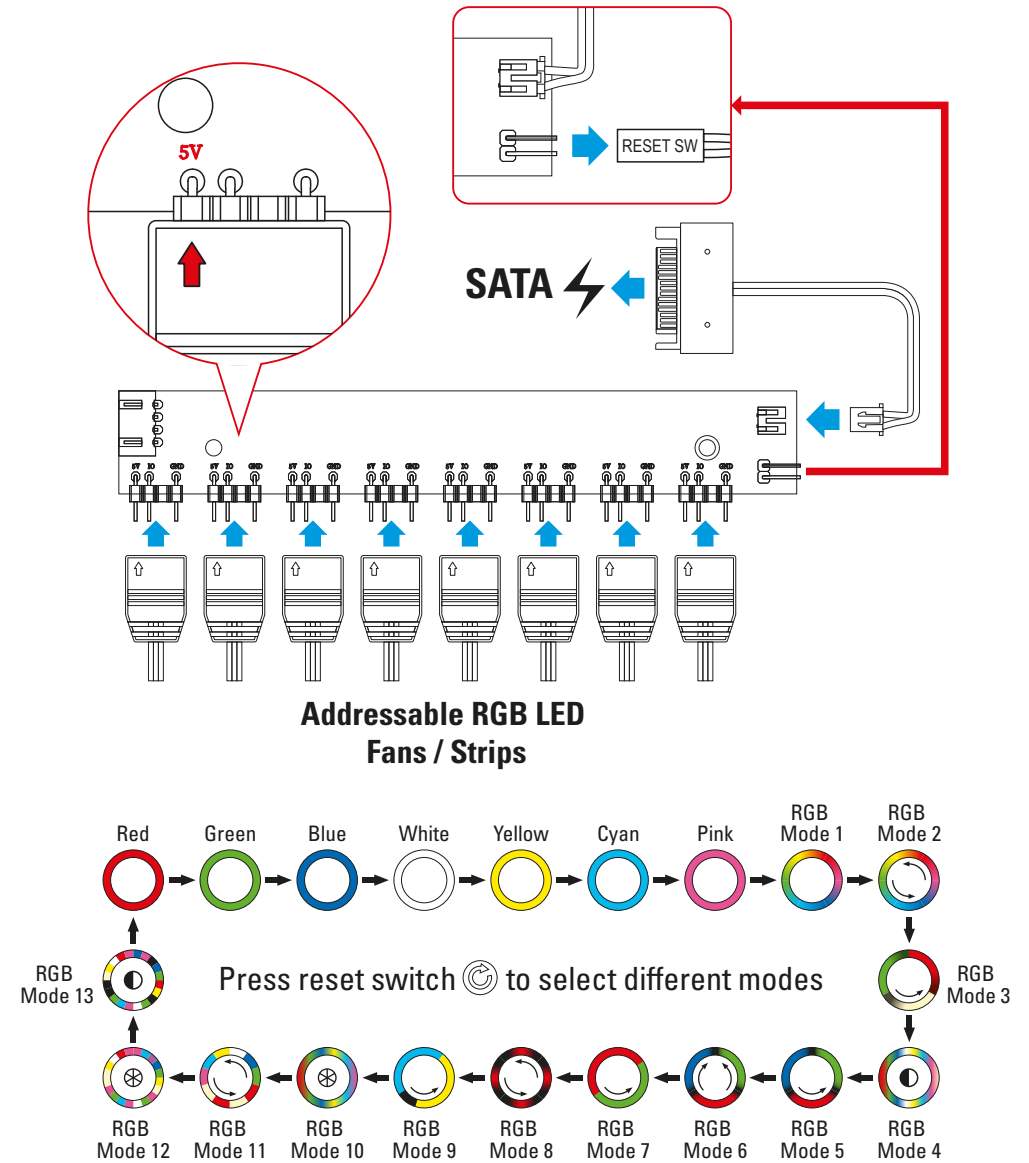 5V
RESET SW
SATA
5V IO GND 5V IO GND 5V IO GND 5V IO GND 5V IO GND 5V IO GND 5V IO GND 5V IO GND
Addressable RGB LED
Fans / Strips
Red Green Blue White Yellow Cyan Pink RGB Mode 1 RGB Mode 2
RGB
Mode 13
Press reset switch to select different modes
RGB
Mode 3
RGB RGB RGB RGB RGB RGB RGB RGB RGB
Mode 12 Mode 11 Mode 10 Mode 9 Mode 8 Mode 7 Mode 6 Mode 5 Mode 4